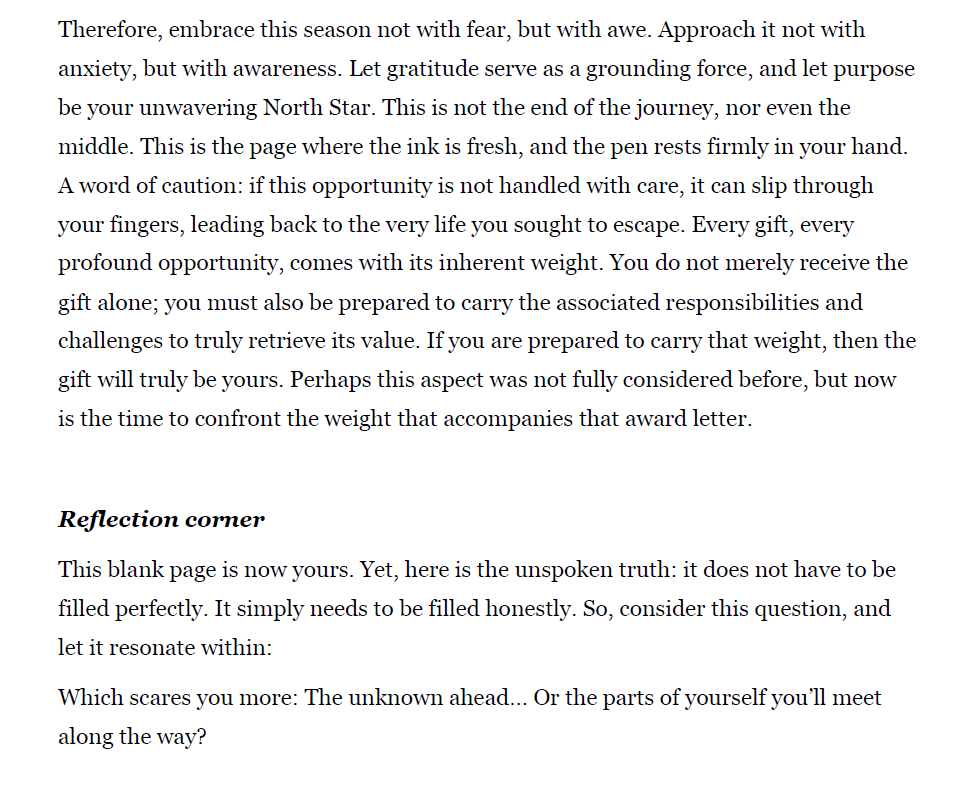 Therefore, embrace this season not with fear, but with awe. Approach it not with
anxiety, but with awareness. Let gratitude serve as a grounding force, and let purpose
be your unwavering North Star. This is not the end of the journey, nor even the
middle. This is the page where the ink is fresh, and the pen rests firmly in your hand.
A word of caution: if this opportunity is not handled with care, it can slip through
your fingers, leading back to the very life you sought to escape. Every gift, every
profound opportunity, comes with its inherent weight. You do not merely receive the
gift alone; you must also be prepared to carry the associated responsibilities and
challenges to truly retrieve its value. If you are prepared to carry that weight, then the
gift will truly be yours. Perhaps this aspect was not fully considered before, but now
is the time to confront the weight that accompanies that award letter.
Reflection corner
This blank page is now yours. Yet, here is the unspoken truth: it does not have to be
filled perfectly. It simply needs to be filled honestly. So, consider this question, and
let it resonate within:
Which scares you more: The unknown ahead… Or the parts of yourself you’ll meet
along the way?